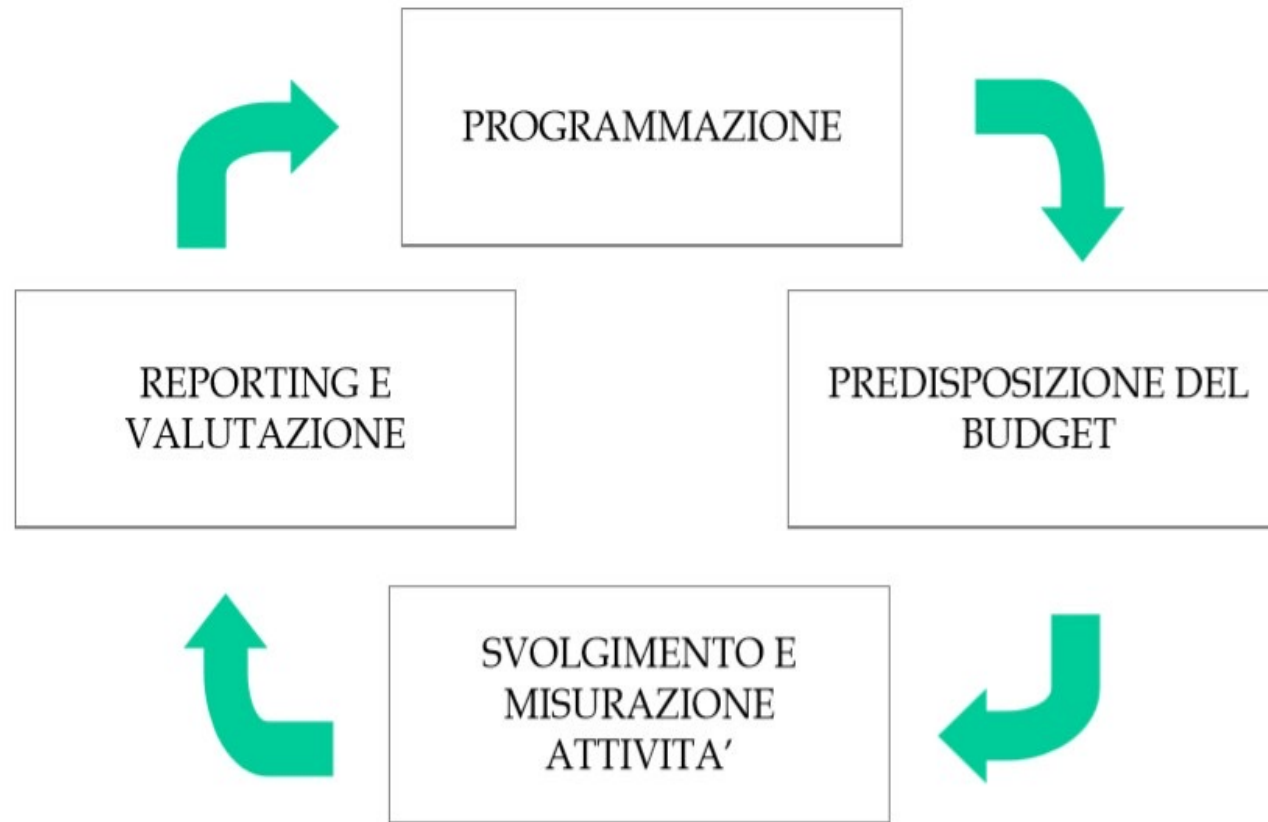 PROGRAMMAZIONE
PREDISPOSIZIONE DEL
BUDGET
SVOLGIMENTO E
MISURAZIONE
ATTIVITA’
REPORTING E
VALUTAZIONE